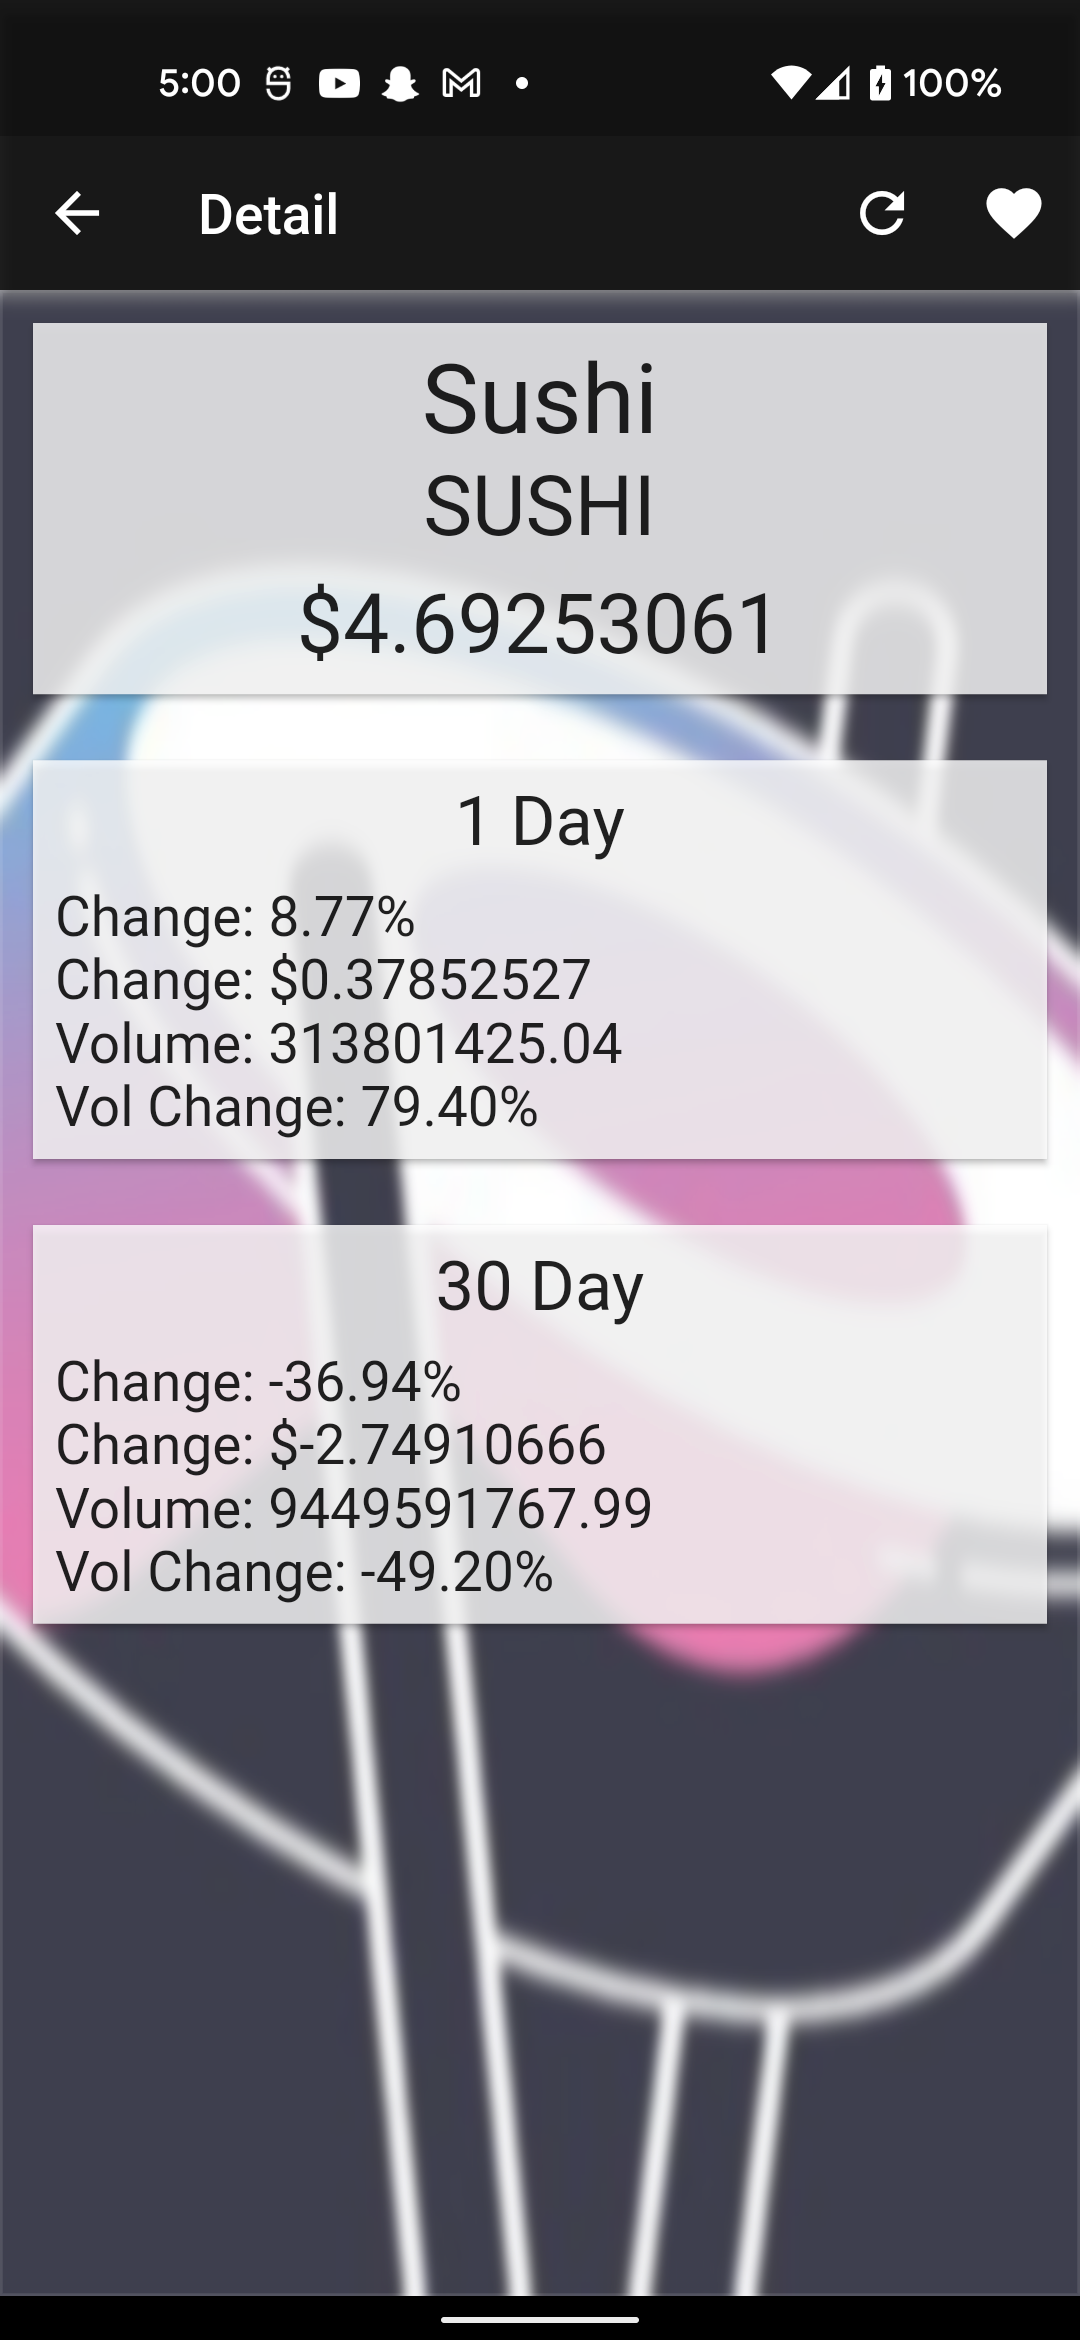 5:00
100%
Detail
Sushi
SUSHI
$4.69253061
1 Day
Change: 8.77%
Change: $0.37852527
Volume: 313801425.04
Vol Change: 79.40%
30 Day
Change: -36.94%
Change: $-2.74910666
Volume: 9449591767.99
Vol Change: -49.20%